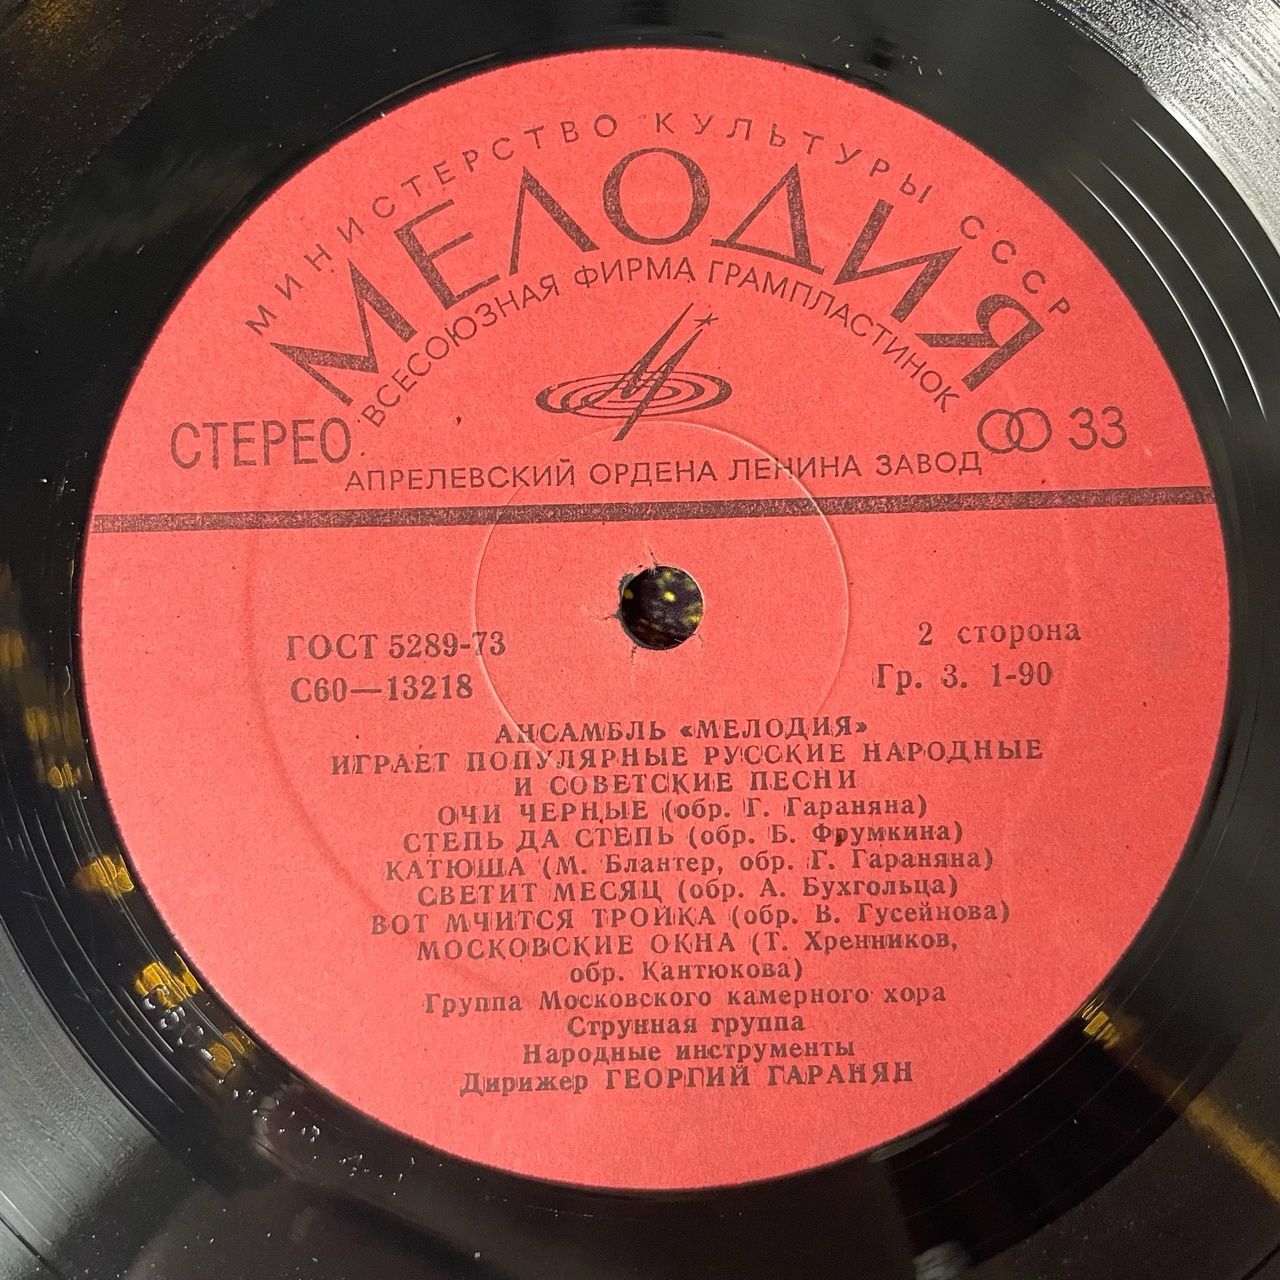 МИНИСТЕРСТВО КУЛЬТУРЫ СССР
МЕЛОДИЯ
ВСЕСОЮЗНАЯ ФИРМА ГРАМПЛАСТИНОК
СТЕРЕО
33
АПРЕЛЕВСКИЙ ОРДЕНА ЛЕНИНА ЗАВОД
ГОСТ 5289-73
2 сторона
С60—13218
Гр. 3. 1-90
АНСАМБЛЬ «МЕЛОДИЯ»
ИГРАЕТ ПОПУЛЯРНЫЕ РУССКИЕ НАРОДНЫЕ
И СОВЕТСКИЕ ПЕСНИ
ОЧИ ЧЕРНЫЕ (обр. Г. Гараняна)
СТЕПЬ ДА СТЕПЬ (обр. Б. Фрумкина)
КАТЮША (М. Блантер, обр. Г. Гараняна)
СВЕТИТ МЕСЯЦ (обр. А. Бухгольца)
ВОТ МЧИТСЯ ТРОЙКА (обр. В. Гусейнова)
МОСКОВСКИЕ ОКНА (Т. Хренников,
обр. Кантюкова)
Группа Московского камерного хора
Струнная группа
Народные инструменты
Дирижер ГЕОРГИЙ ГАРАНЯН